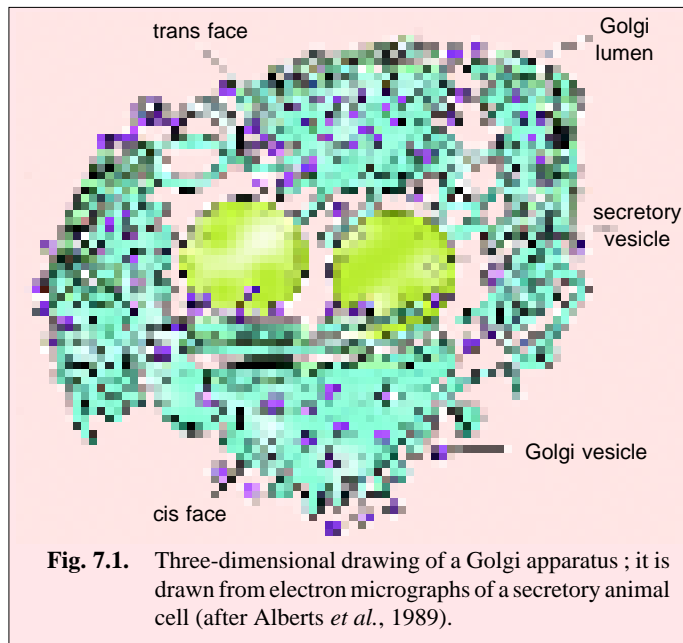 trans face
Golgi
lumen
secretory
vesicle
Golgi vesicle
cis face
Fig. 7.1. Three-dimensional drawing of a Golgi apparatus ; it is
drawn from electron micrographs of a secretory animal
cell (after Alberts et al., 1989).